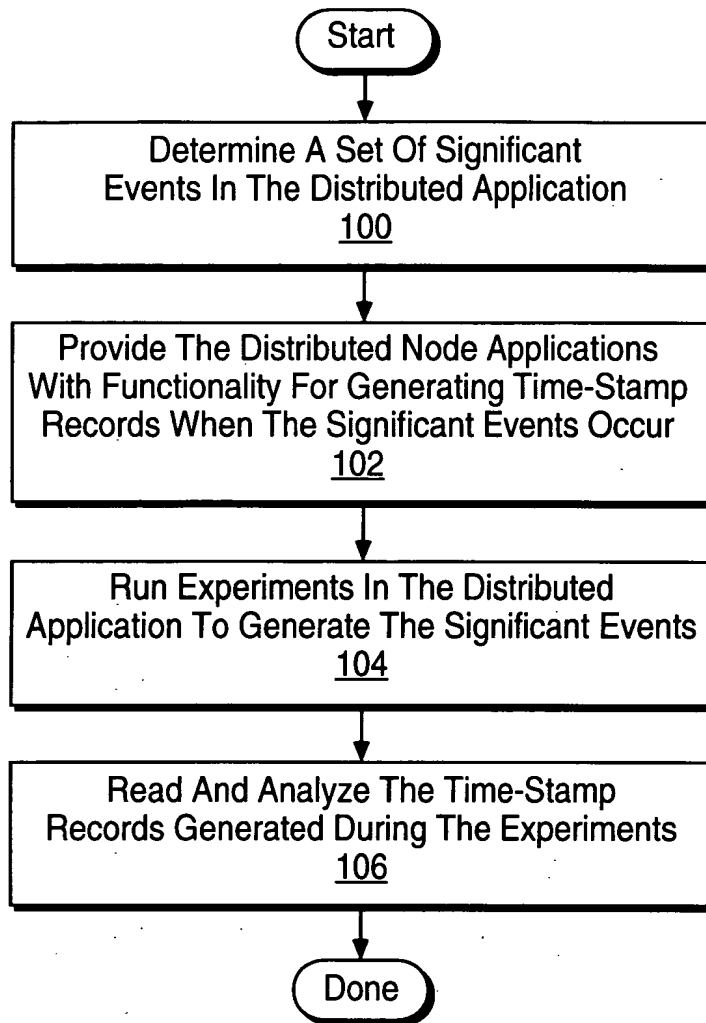 Start
Determine A Set Of Significant
Events In The Distributed Application
100
Provide The Distributed Node Applications
With Functionality For Generating Time-Stamp
Records When The Significant Events Occur
102
Run Experiments In The Distributed
Application To Generate The Significant Events
104
Read And Analyze The Time-Stamp
Records Generated During The Experiments
106
Done